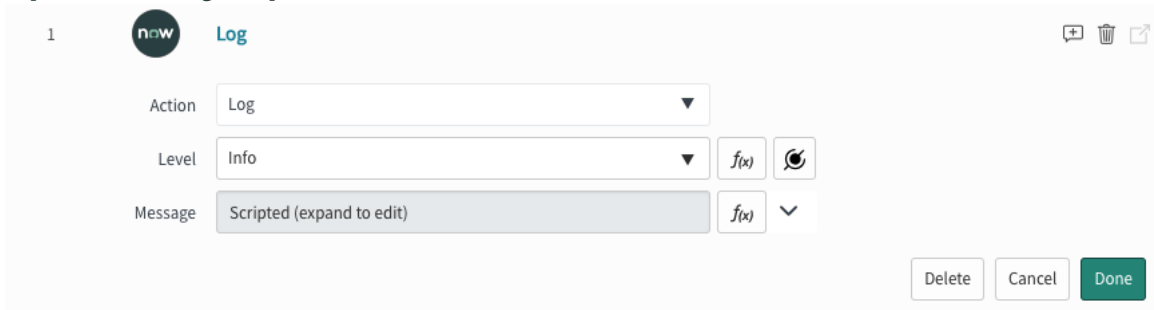 1 now Log
Action Log
Level Info f(x)
Message Scripted (expand to edit) f(x)
Delete Cancel Done